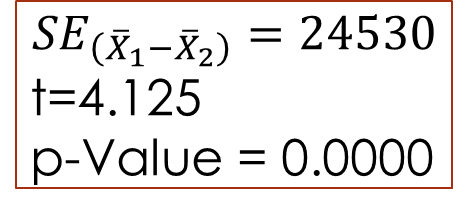 𝑆𝐸(X̄₁−X̄₂) = 24530
t=4.125
p-Value = 0.0000